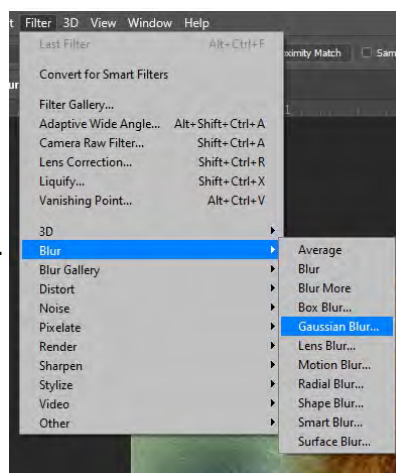 Filter 3D View Window Help
Last Filter Alt+Ctrl+F
Convert for Smart Filters
Filter Gallery...
Adaptive Wide Angle... Alt+Shift+Ctrl+A
Camera Raw Filter... Shift+Ctrl+A
Lens Correction... Shift+Ctrl+R
Liquify... Shift+Ctrl+X
Vanishing Point... Alt+Ctrl+V
3D
Blur
Blur Gallery
Distort
Noise
Pixelate
Render
Sharpen
Stylize
Video
Other
Match
Average
Blur
Blur More
Box Blur...
Gaussian Blur...
Lens Blur...
Motion Blur...
Radial Blur...
Shape Blur...
Smart Blur...
Surface Blur...